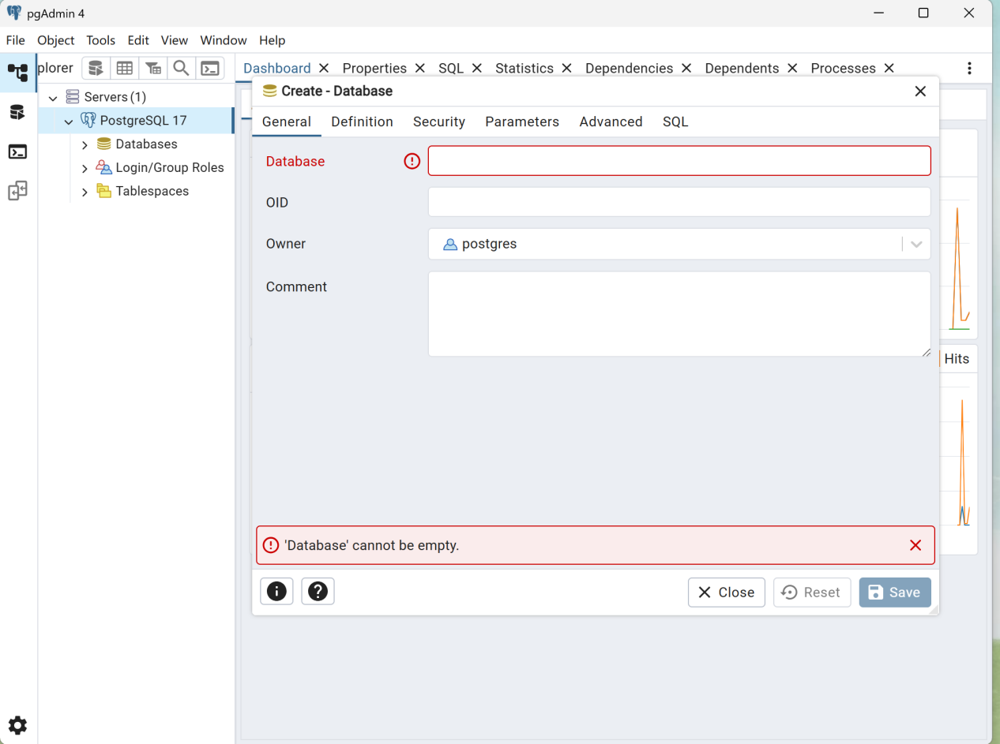 pgAdmin 4
File Object Tools Edit View Window Help
plorer
Dashboard Properties SQL Statistics Dependencies Dependents Processes
Servers (1)
PostgreSQL 17
Databases
Login/Group Roles
Tablespaces
Create - Database
General Definition Security Parameters Advanced SQL
Database
OID
Owner postgres
Comment
Hits
'Database' cannot be empty.
Close Reset Save